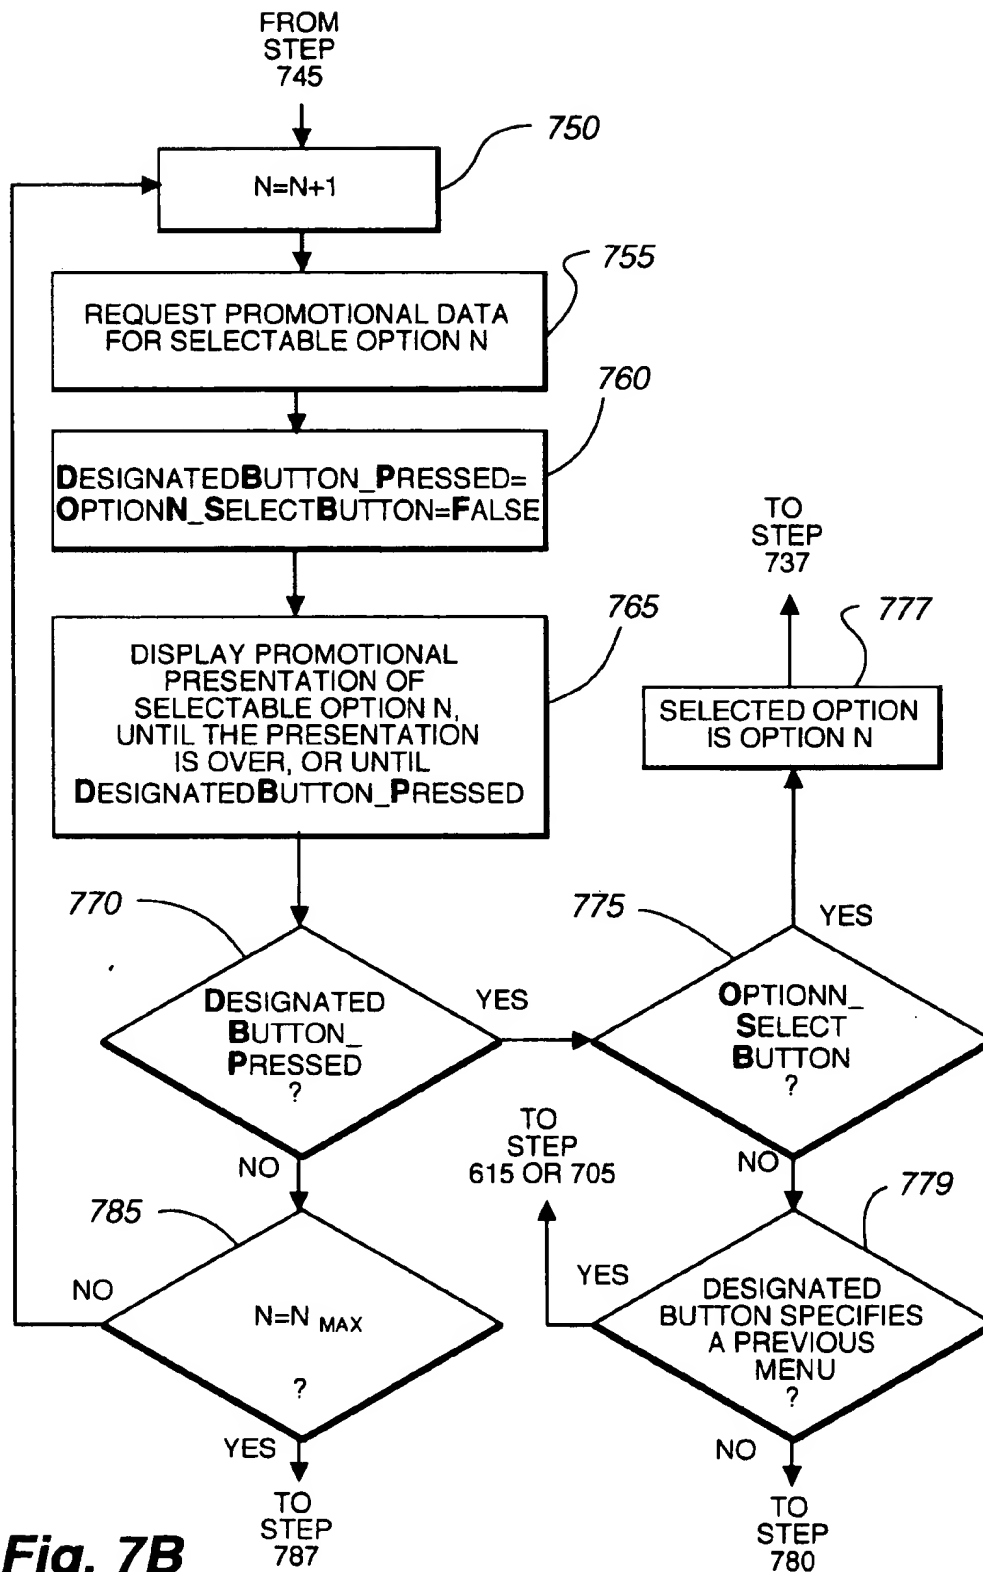 FROM
STEP
745
750
N=N+1
755
REQUEST PROMOTIONAL DATA
FOR SELECTABLE OPTION N
760
DESIGNATEDBUTTON_PRESSED=
OPTIONN_SELECTBUTTON=FALSE
765
DISPLAY PROMOTIONAL
PRESENTATION OF
SELECTABLE OPTION N,
UNTIL THE PRESENTATION
IS OVER, OR UNTIL
DESIGNATEDBUTTON_PRESSED
TO
STEP
737
777
SELECTED OPTION
IS OPTION N
770
DESIGNATED
BUTTON_
PRESSED
?
YES
NO
775
YES
OPTIONN_
SELECT
BUTTON
?
NO
TO
STEP
615 OR 705
779
YES
DESIGNATED
BUTTON SPECIFIES
A PREVIOUS
MENU
?
NO
TO
STEP
780
785
NO
N=N MAX
?
YES
TO
STEP
787
Fig. 7B